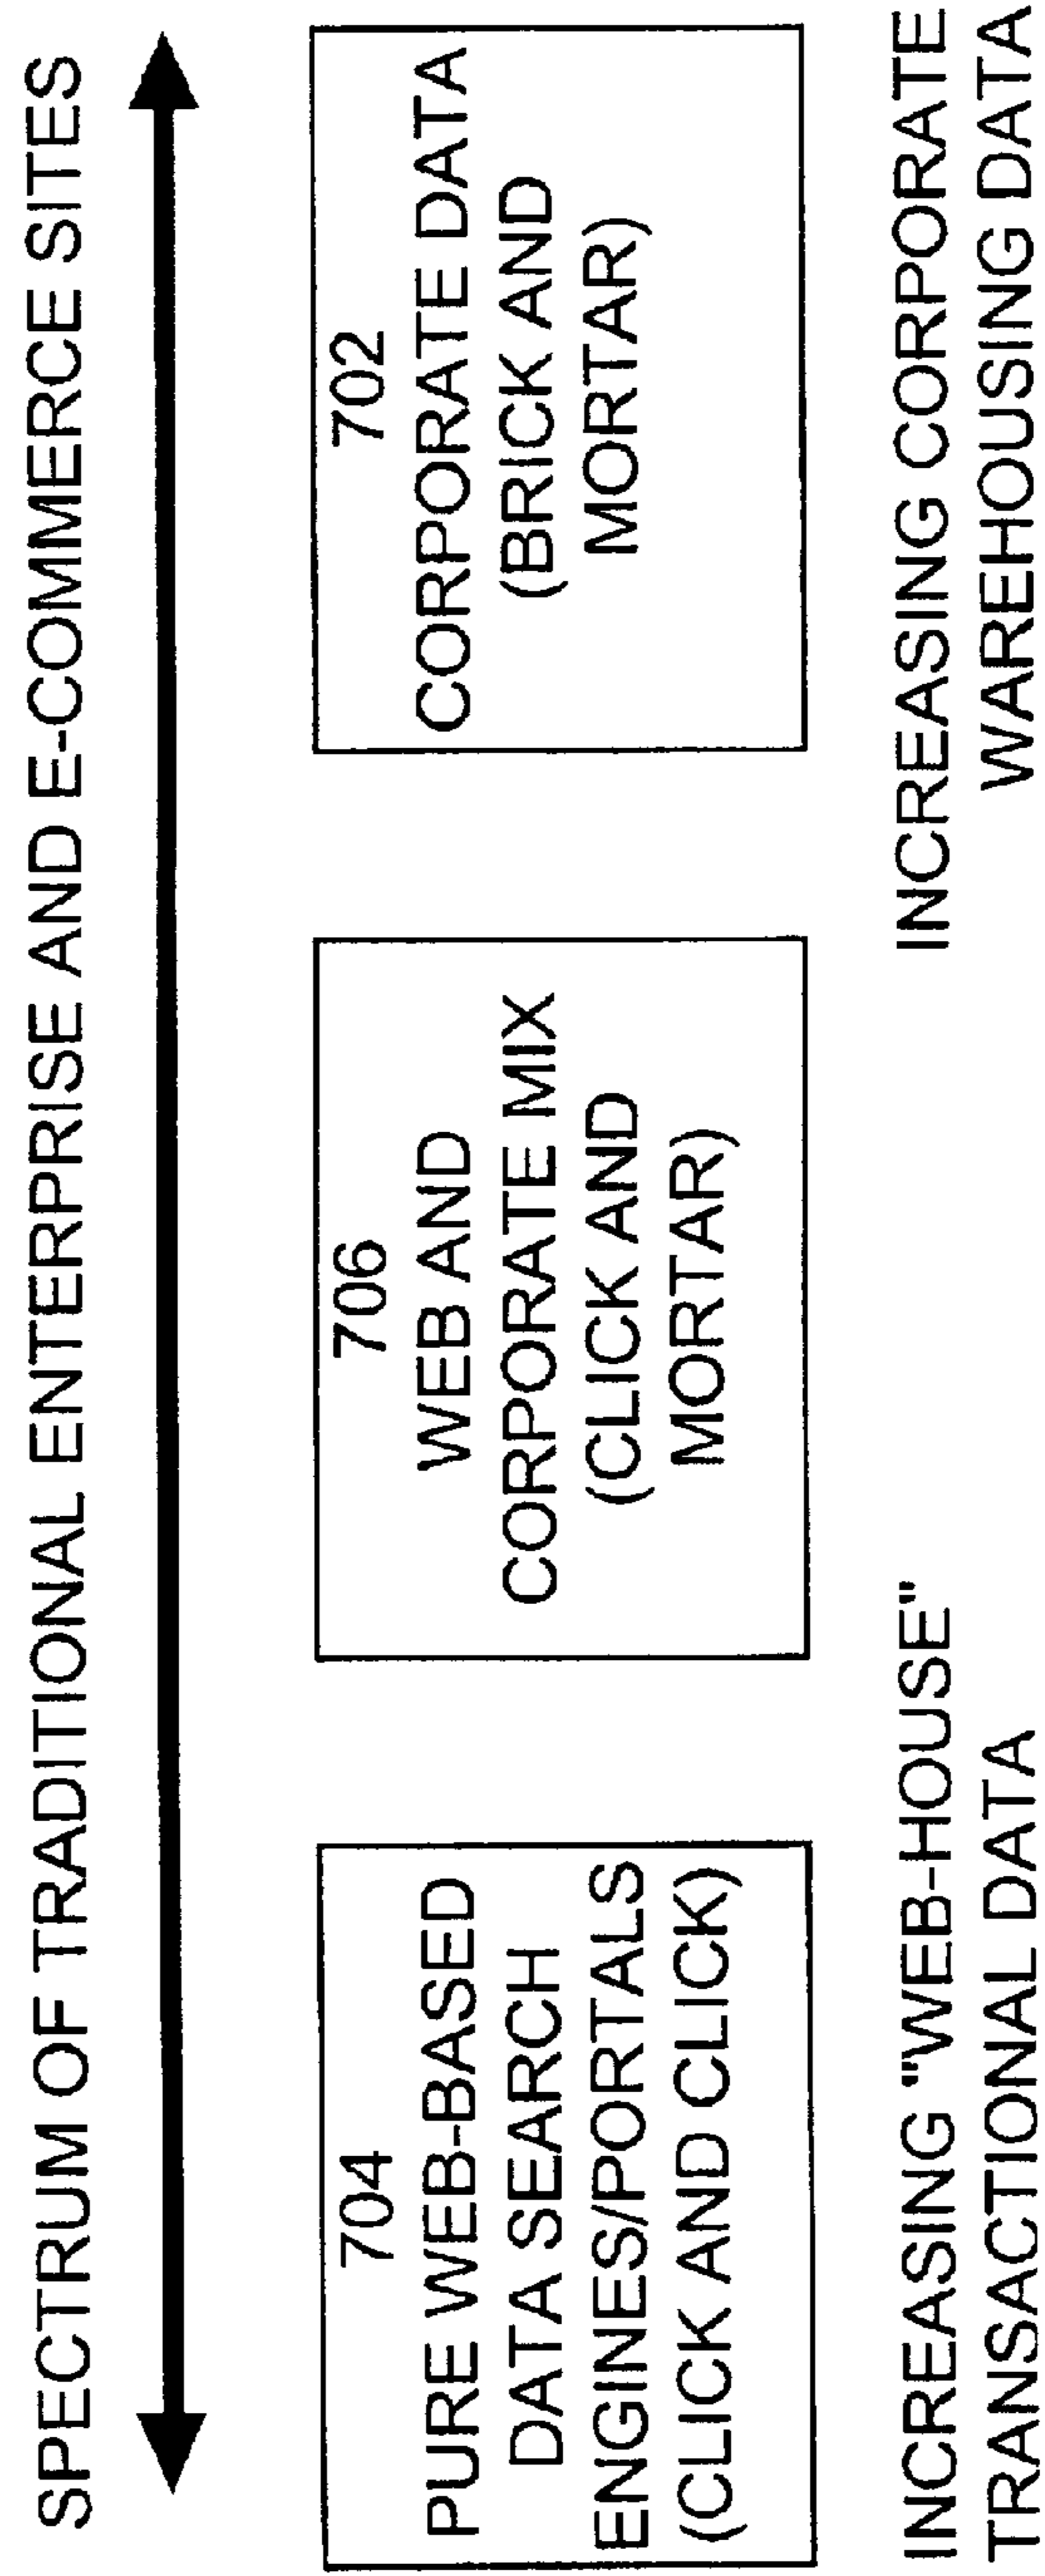 SPECTRUM OF TRADITIONAL ENTERPRISE AND E-COMMERCE SITES
704
PURE WEB-BASED
DATA SEARCH
ENGINES/PORTALS
(CLICK AND CLICK)
706
WEB AND
CORPORATE MIX
(CLICK AND
MORTAR)
702
CORPORATE DATA
(BRICK AND
MORTAR)
INCREASING "WEB-HOUSE"
TRANSACTIONAL DATA
INCREASING CORPORATE
WAREHOUSING DATA